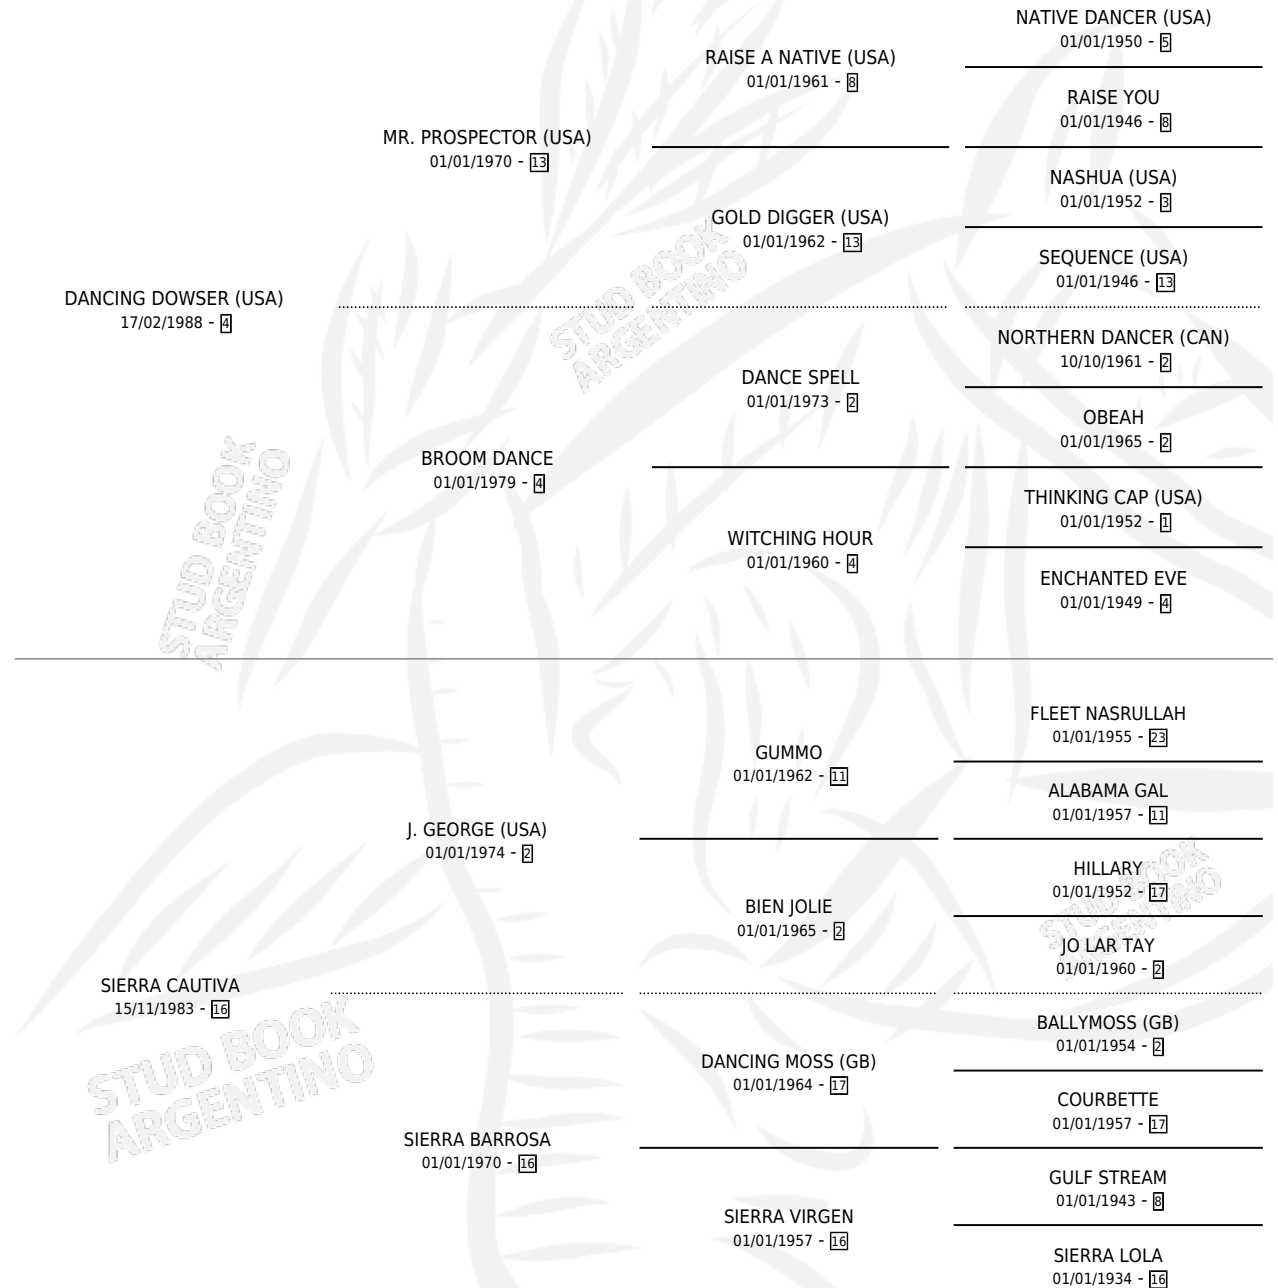 NATIVE DANCER (USA)
01/01/1950 - 5
RAISE A NATIVE (USA)
01/01/1961 - 8
RAISE YOU
01/01/1946 - 8
MR. PROSPECTOR (USA)
01/01/1970 - 13
NASHUA (USA)
01/01/1952 - 3
GOLD DIGGER (USA)
01/01/1962 - 13
SEQUENCE (USA)
01/01/1946 - 13
DANCING DOWSER (USA)
17/02/1988 - 4
NORTHERN DANCER (CAN)
10/10/1961 - 2
DANCE SPELL
01/01/1973 - 2
OBEAH
01/01/1965 - 2
BROOM DANCE
01/01/1979 - 4
THINKING CAP (USA)
01/01/1952 - 1
WITCHING HOUR
01/01/1960 - 4
ENCHANTED EVE
01/01/1949 - 4
FLEET NASRULLAH
01/01/1955 - 23
GUMMO
01/01/1962 - 11
ALABAMA GAL
01/01/1957 - 11
J. GEORGE (USA)
01/01/1974 - 2
HILLARY
01/01/1952 - 17
BIEN JOLIE
01/01/1965 - 2
JO LAR TAY
01/01/1960 - 2
SIERRA CAUTIVA
15/11/1983 - 16
BALLYMOSS (GB)
01/01/1954 - 2
DANCING MOSS (GB)
01/01/1964 - 17
COURBETTE
01/01/1957 - 17
SIERRA BARROSA
01/01/1970 - 16
GULF STREAM
01/01/1943 - 8
SIERRA VIRGEN
01/01/1957 - 16
SIERRA LOLA
01/01/1934 - 16
STUD BOOK
ARGENTINO
STUD BOOK
ARGENTINO
STUD BOOK
ARGENTINO
STUD BOOK
ARGENTINO